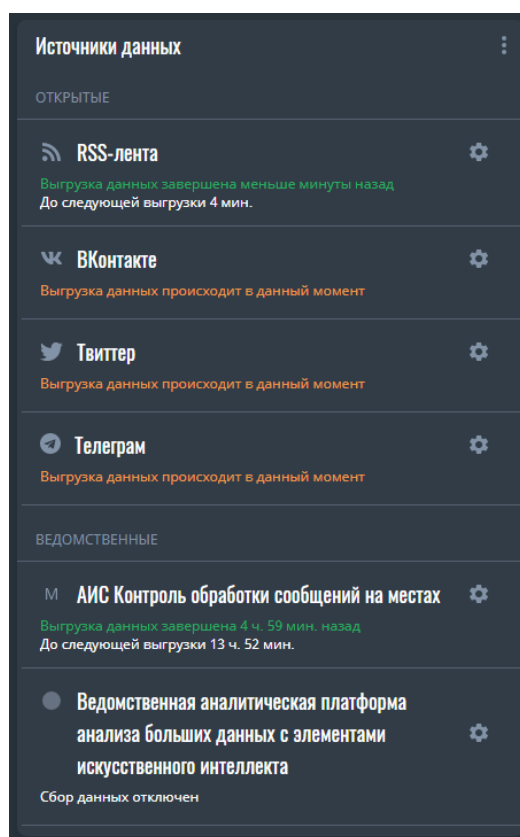 Источники данных
ОТКРЫТЫЕ
RSS-лента
Выгрузка данных завершена меньше минуты назад
До следующей выгрузки 4 мин.
ВКонтакте
Выгрузка данных происходит в данный момент
Твиттер
Выгрузка данных происходит в данный момент
Телеграм
Выгрузка данных происходит в данный момент
ВЕДОМСТВЕННЫЕ
М АИС Контроль обработки сообщений на местах
Выгрузка данных завершена 4 ч. 59 мин. назад
До следующей выгрузки 13 ч. 52 мин.
Ведомственная аналитическая платформа
анализа больших данных с элементами
искусственного интеллекта
Сбор данных отключен